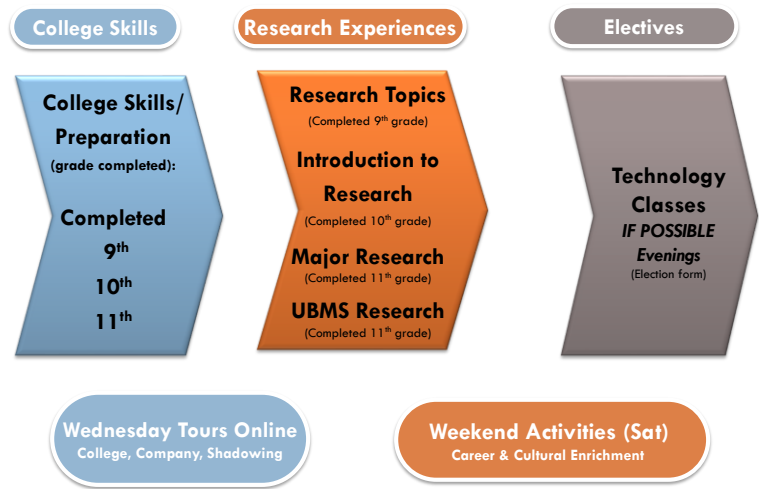 College Skills
Research Experiences
Electives
College Skills/
Preparation
(grade completed):
Completed
9th
10th
11th
Research Topics
(Completed 9th grade)
Introduction to
Research
(Completed 10th grade)
Major Research
(Completed 11th grade)
UBMS Research
(Completed 11th grade)
Technology
Classes
IF POSSIBLE
Evenings
(Election form)
Wednesday Tours Online
College, Company, Shadowing
Weekend Activities (Sat)
Career & Cultural Enrichment